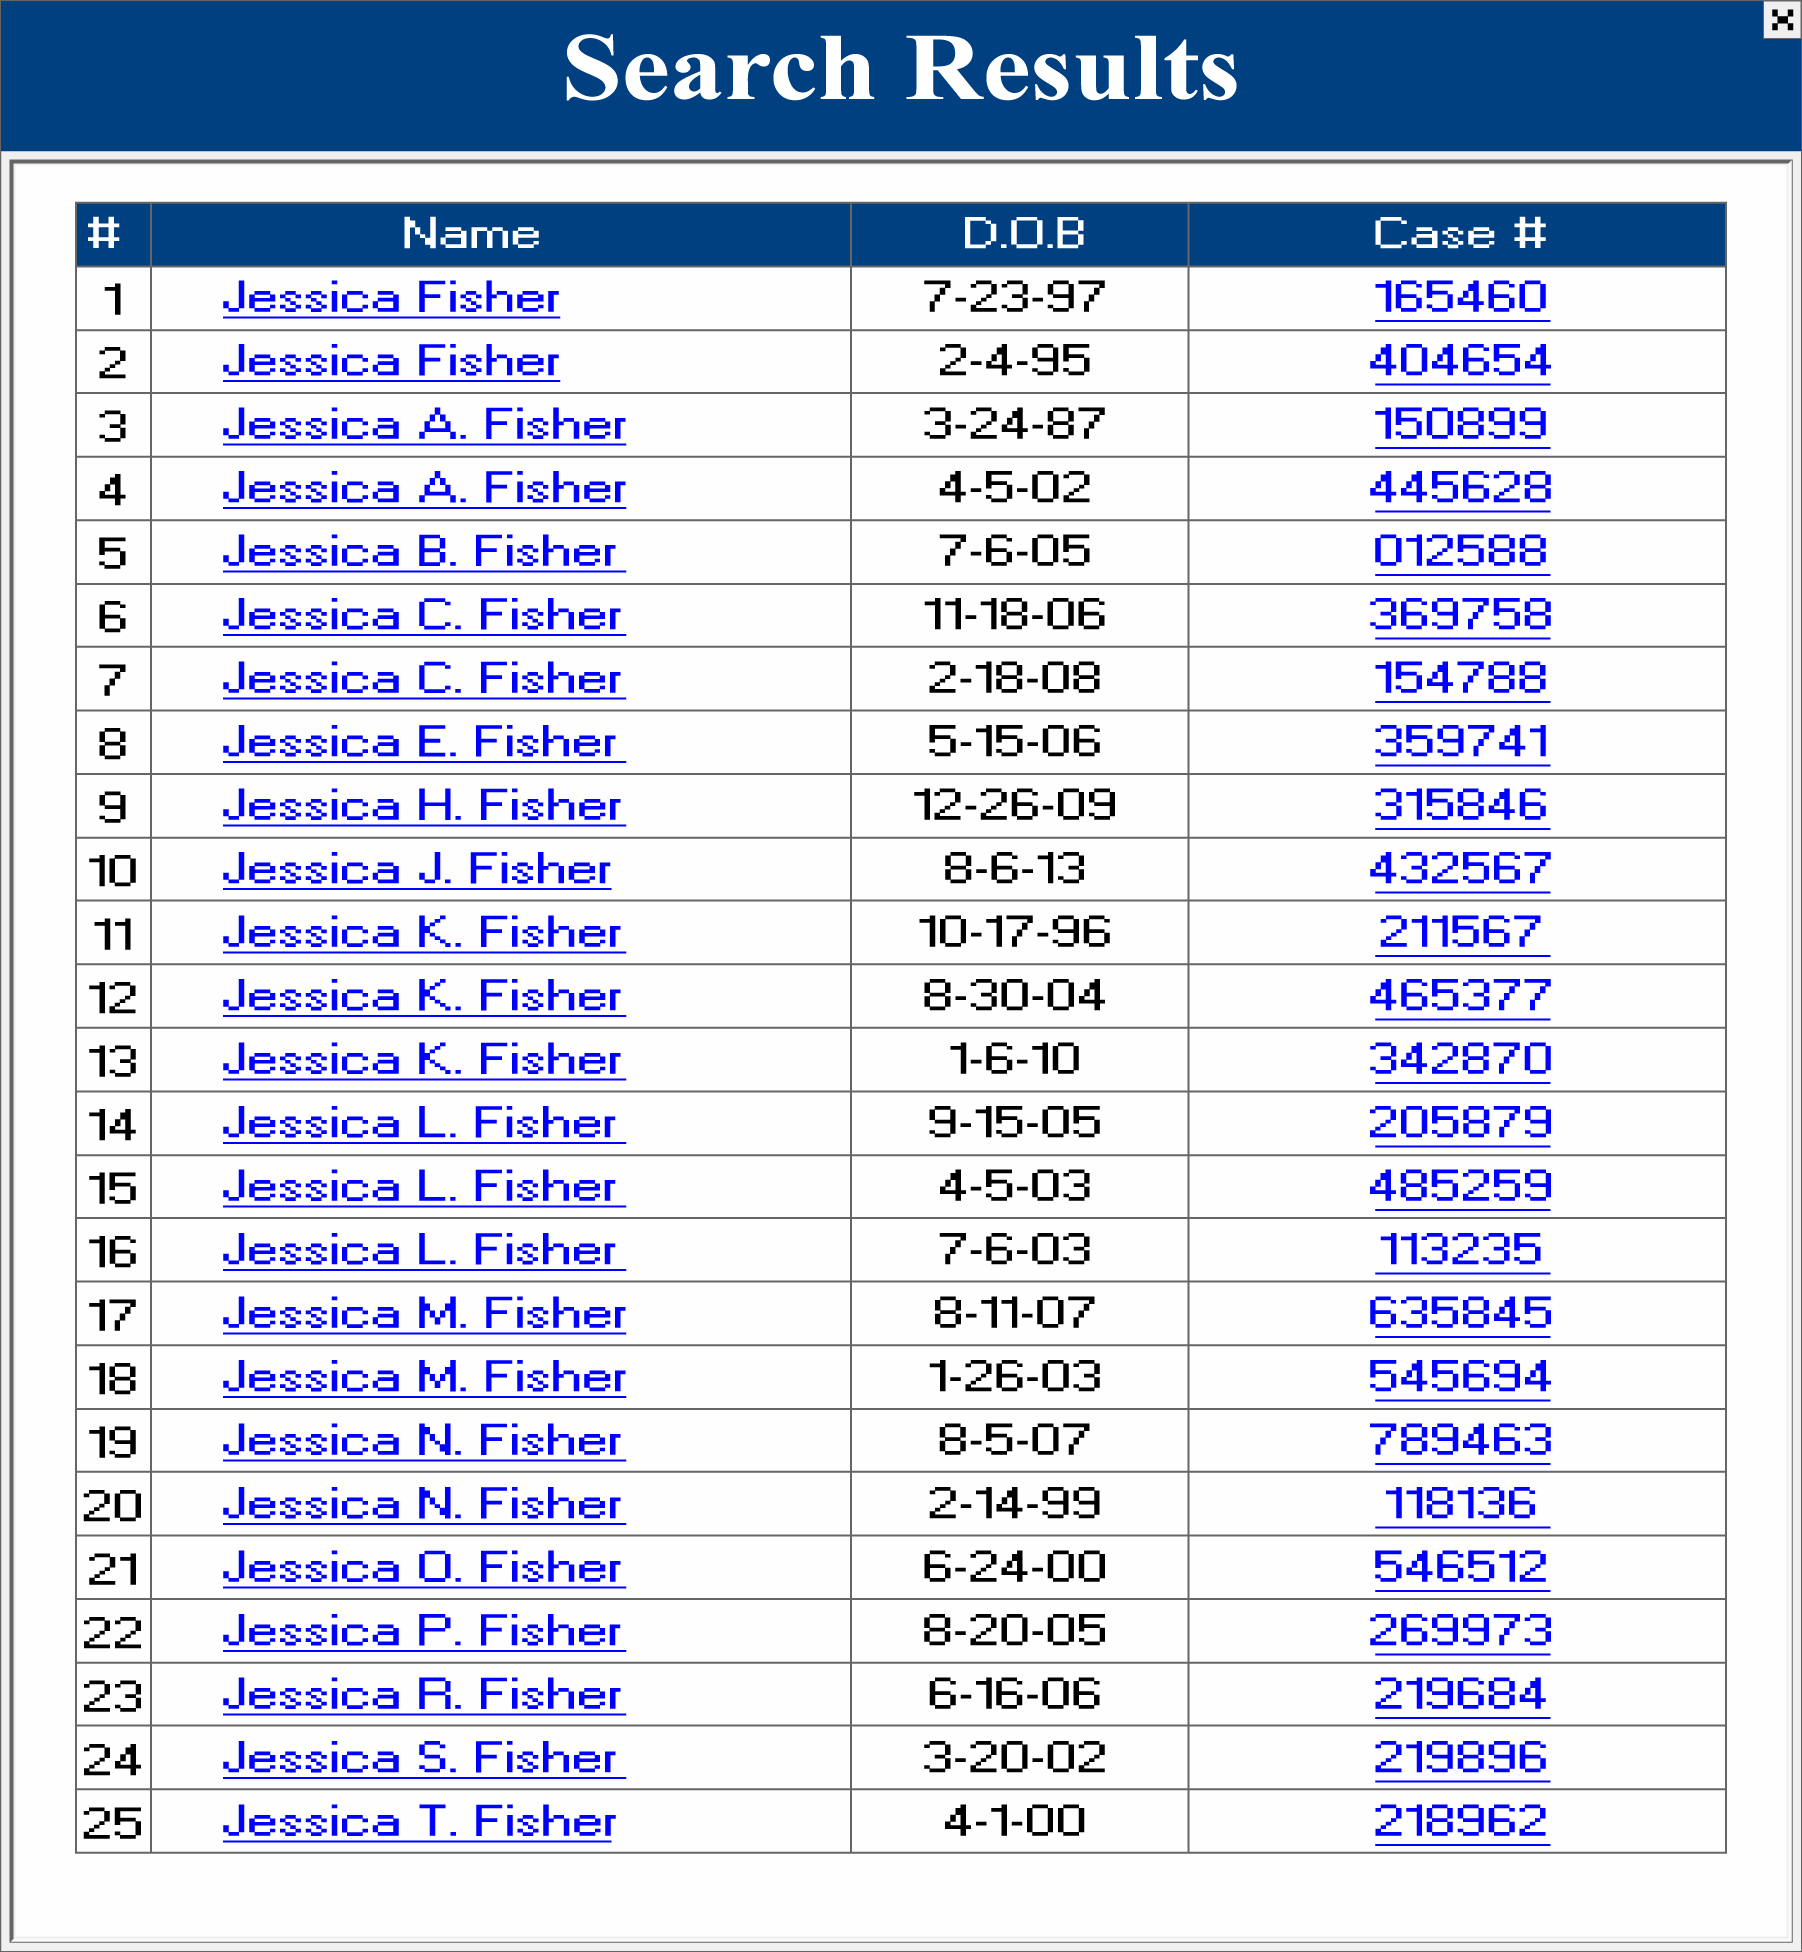 Search Results
# Name D.O.B Case #
1 Jessica Fisher 7-23-97 165460
2 Jessica Fisher 2-4-95 404654
3 Jessica A. Fisher 3-24-87 150899
4 Jessica A. Fisher 4-5-02 445628
5 Jessica B. Fisher 7-6-05 012588
6 Jessica C. Fisher 11-18-06 369758
7 Jessica C. Fisher 2-18-08 154788
8 Jessica E. Fisher 5-15-06 359741
9 Jessica H. Fisher 12-26-09 315846
10 Jessica J. Fisher 8-6-13 432567
11 Jessica K. Fisher 10-17-96 211567
12 Jessica K. Fisher 8-30-04 465377
13 Jessica K. Fisher 1-6-10 342870
14 Jessica L. Fisher 9-15-05 205879
15 Jessica L. Fisher 4-5-03 485259
16 Jessica L. Fisher 7-6-03 113235
17 Jessica M. Fisher 8-11-07 635845
18 Jessica M. Fisher 1-26-03 545694
19 Jessica N. Fisher 8-5-07 789463
20 Jessica N. Fisher 2-14-99 118136
21 Jessica O. Fisher 6-24-00 546512
22 Jessica P. Fisher 8-20-05 269973
23 Jessica R. Fisher 6-16-06 219684
24 Jessica S. Fisher 3-20-02 219896
25 Jessica T. Fisher 4-1-00 218962